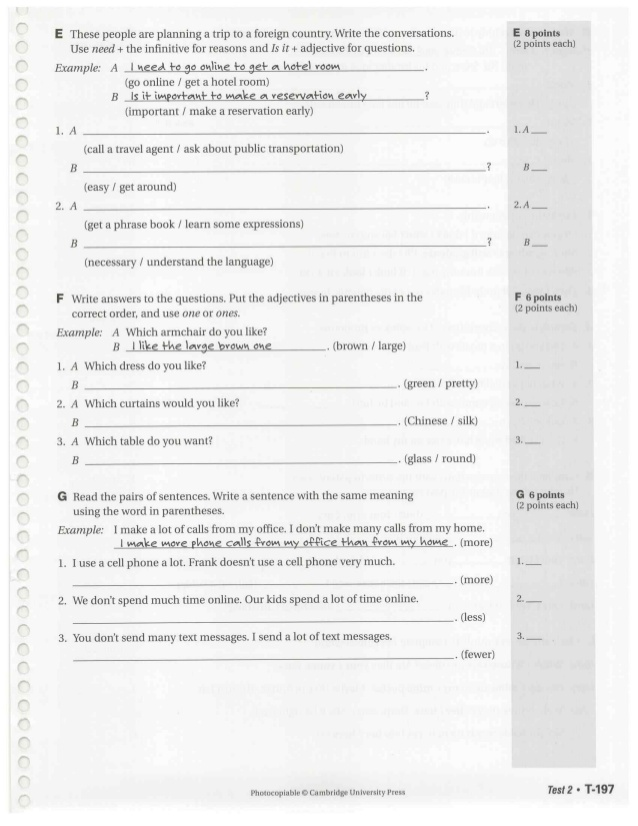 E These people are planning a trip to a foreign country. Write the conversations.
Use need + the infinitive for reasons and Is it + adjective for questions.
Example: A I need to go online to get a hotel room.
(go online / get a hotel room)
B Is it important to make a reservation early?
(important / make a reservation early)
1. A ______.
(call a travel agent / ask about public transportation)
B ______?
(easy / get around)
2. A ______.
(get a phrase book / learn some expressions)
B ______?
(necessary / understand the language)
E 8 points
(2 points each)
1. A ___
B ___
2. A ___
B ___
F Write answers to the questions. Put the adjectives in parentheses in the
correct order, and use one or ones.
Example: A Which armchair do you like?
B I like the large brown one. (brown / large)
1. A Which dress do you like?
B ______. (green / pretty)
2. A Which curtains would you like?
B ______. (Chinese / silk)
3. A Which table do you want?
B ______. (glass / round)
F 6 points
(2 points each)
1. ___
2. ___
3. ___
G Read the pairs of sentences. Write a sentence with the same meaning
using the word in parentheses.
Example: I make a lot of calls from my office. I don't make many calls from my home.
I make more phone calls from my office than from my home. (more)
1. I use a cell phone a lot. Frank doesn't use a cell phone very much.
______. (more)
2. We don't spend much time online. Our kids spend a lot of time online.
______. (less)
3. You don't send many text messages. I send a lot of text messages.
______. (fewer)
G 6 points
(2 points each)
1. ___
2. ___
3. ___
Photocopiable © Cambridge University Press
Test 2 • T-197